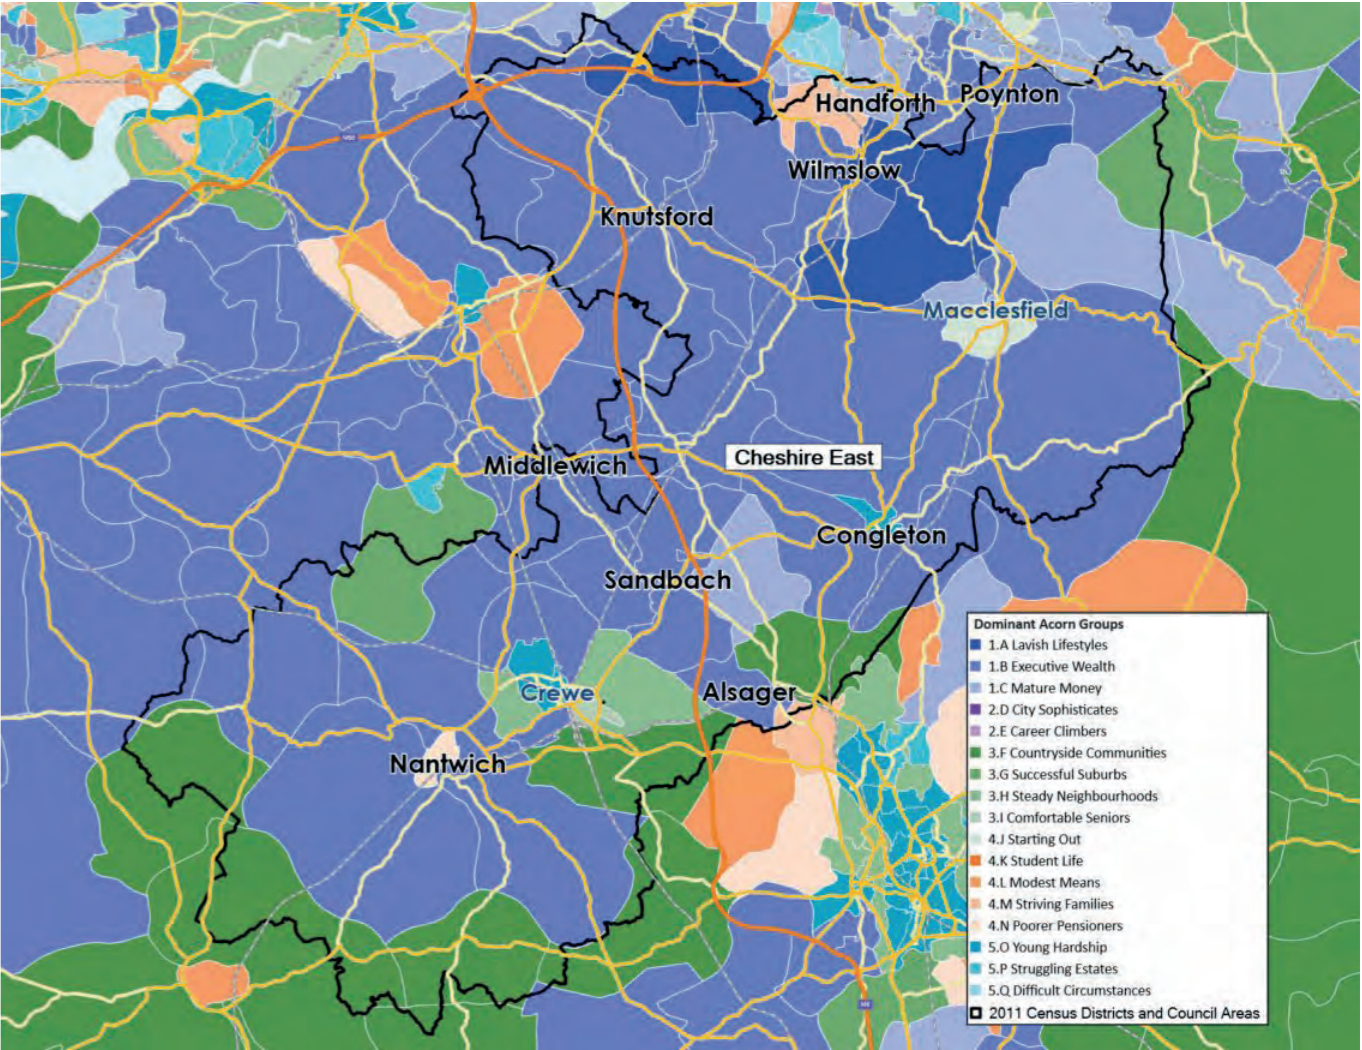 Handforth
Poynton
Wilmslow
Knutsford
Macclesfield
Cheshire East
Middlewich
Congleton
Sandbach
Crewe
Alsager
Nantwich
Dominant Acorn Groups
1.A Lavish Lifestyles
1.B Executive Wealth
1.C Mature Money
2.D City Sophisticates
2.E Career Climbers
3.F Countryside Communities
3.G Successful Suburbs
3.H Steady Neighbourhoods
3.I Comfortable Seniors
4.J Starting Out
4.K Student Life
4.L Modest Means
4.M Striving Families
4.N Poorer Pensioners
5.O Young Hardship
5.P Struggling Estates
5.Q Difficult Circumstances
2011 Census Districts and Council Areas